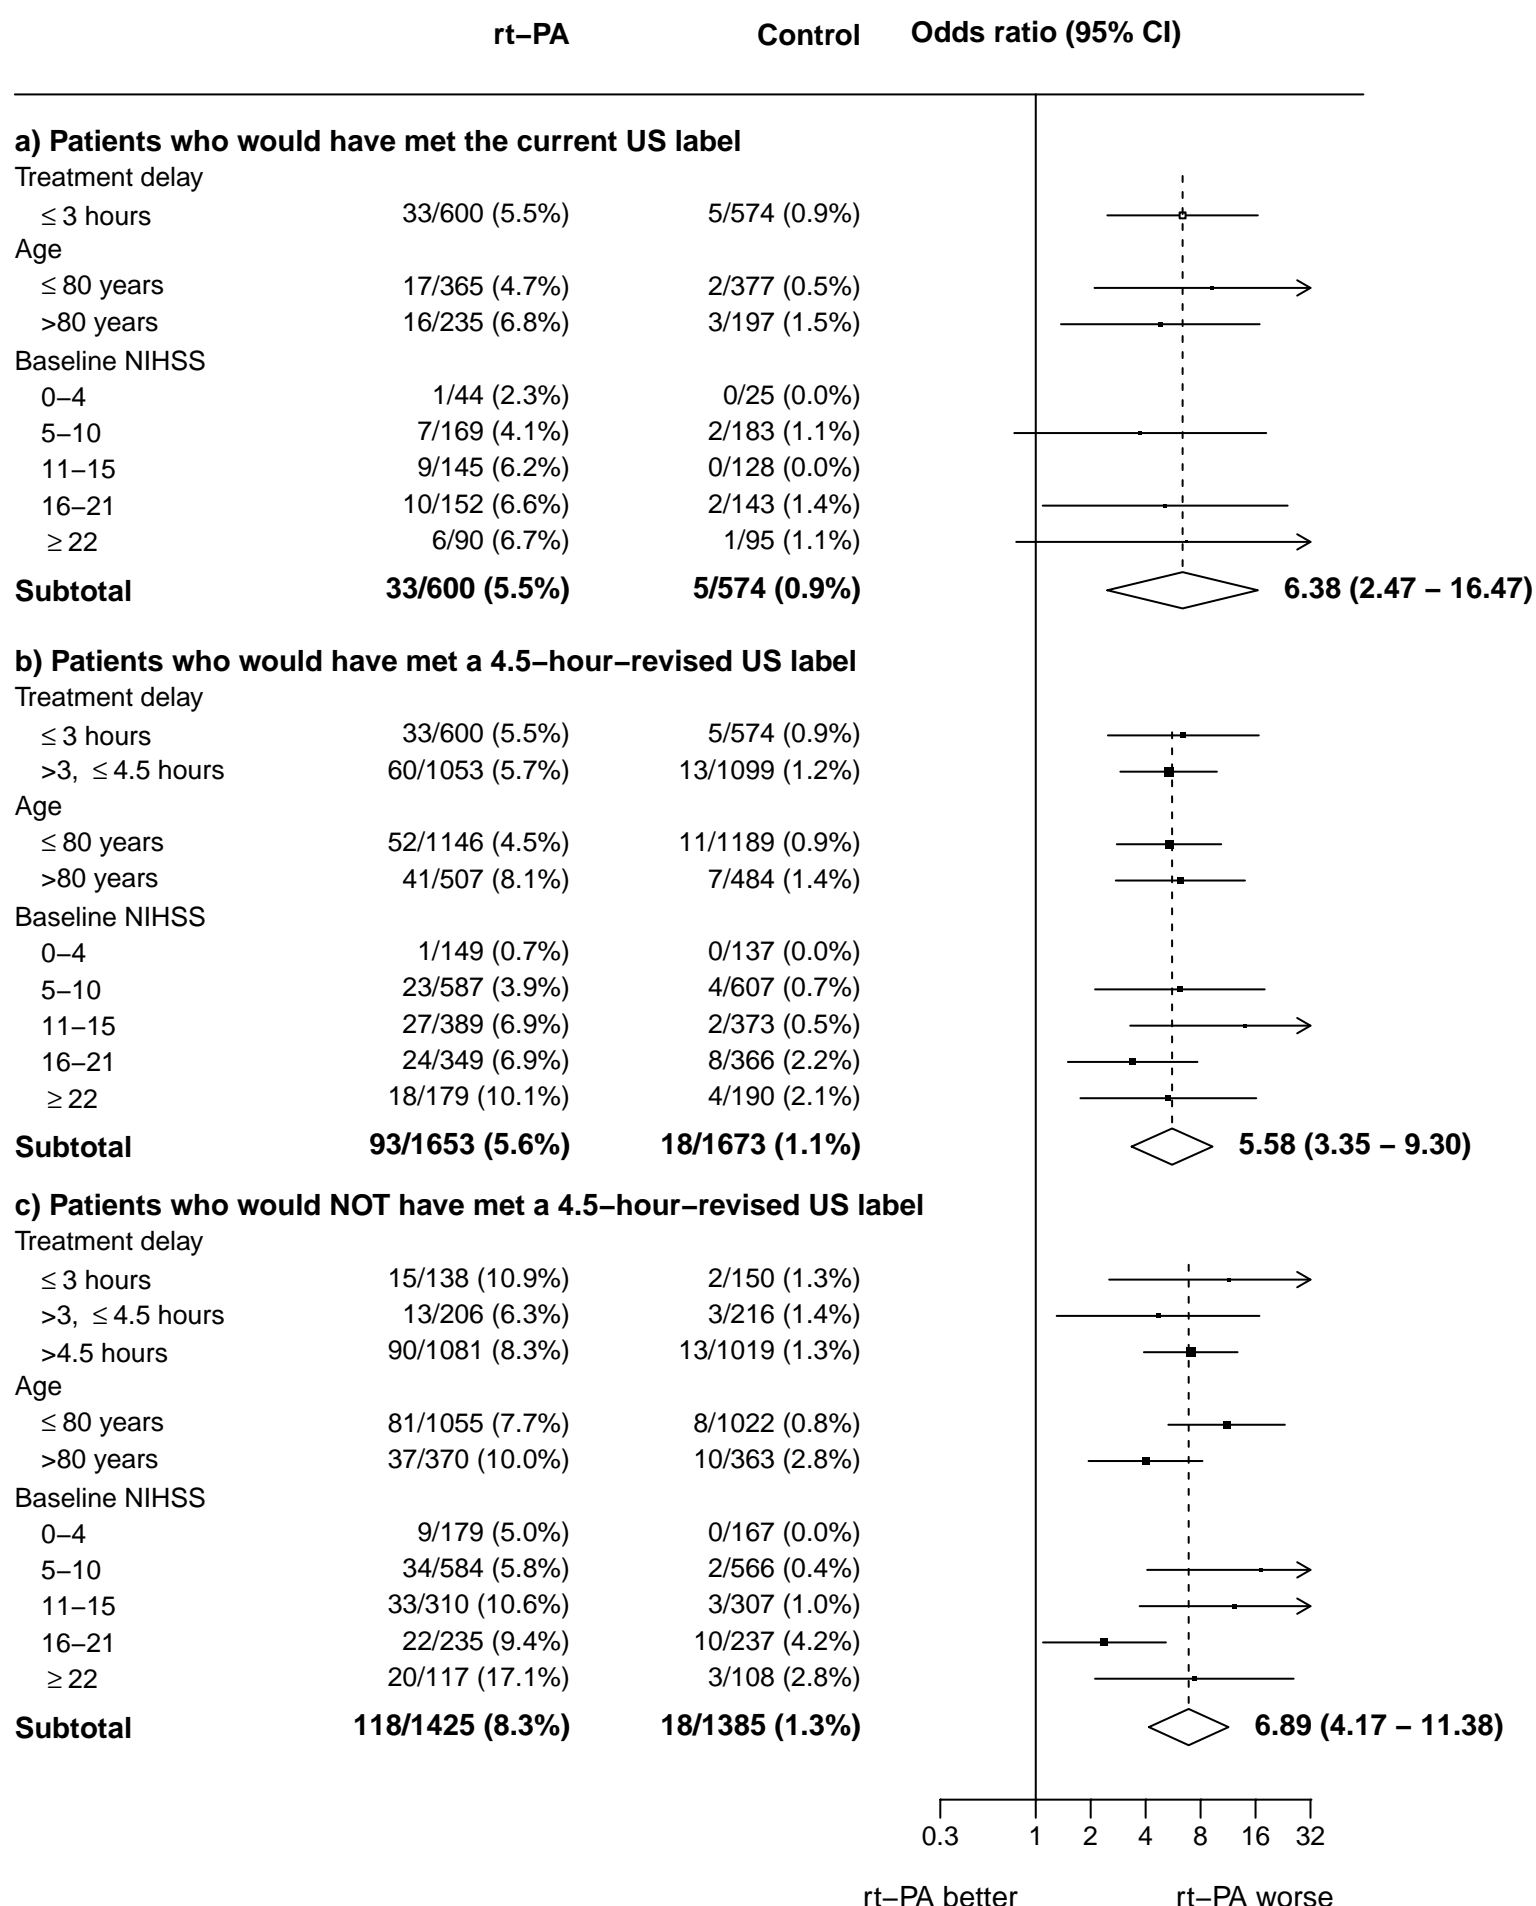 rt−PA Control Odds ratio (95% CI)
a) Patients who would have met the current US label
Treatment delay
≤ 3 hours 33/600 (5.5%) 5/574 (0.9%)
Age
≤ 80 years 17/365 (4.7%) 2/377 (0.5%)
>80 years 16/235 (6.8%) 3/197 (1.5%)
Baseline NIHSS
0−4 1/44 (2.3%) 0/25 (0.0%)
5−10 7/169 (4.1%) 2/183 (1.1%)
11−15 9/145 (6.2%) 0/128 (0.0%)
16−21 10/152 (6.6%) 2/143 (1.4%)
≥ 22 6/90 (6.7%) 1/95 (1.1%)
Subtotal 33/600 (5.5%) 5/574 (0.9%) 6.38 (2.47 − 16.47)
b) Patients who would have met a 4.5−hour−revised US label
Treatment delay
≤ 3 hours 33/600 (5.5%) 5/574 (0.9%)
>3, ≤ 4.5 hours 60/1053 (5.7%) 13/1099 (1.2%)
Age
≤ 80 years 52/1146 (4.5%) 11/1189 (0.9%)
>80 years 41/507 (8.1%) 7/484 (1.4%)
Baseline NIHSS
0−4 1/149 (0.7%) 0/137 (0.0%)
5−10 23/587 (3.9%) 4/607 (0.7%)
11−15 27/389 (6.9%) 2/373 (0.5%)
16−21 24/349 (6.9%) 8/366 (2.2%)
≥ 22 18/179 (10.1%) 4/190 (2.1%)
Subtotal 93/1653 (5.6%) 18/1673 (1.1%) 5.58 (3.35 − 9.30)
c) Patients who would NOT have met a 4.5−hour−revised US label
Treatment delay
≤ 3 hours 15/138 (10.9%) 2/150 (1.3%)
>3, ≤ 4.5 hours 13/206 (6.3%) 3/216 (1.4%)
>4.5 hours 90/1081 (8.3%) 13/1019 (1.3%)
Age
≤ 80 years 81/1055 (7.7%) 8/1022 (0.8%)
>80 years 37/370 (10.0%) 10/363 (2.8%)
Baseline NIHSS
0−4 9/179 (5.0%) 0/167 (0.0%)
5−10 34/584 (5.8%) 2/566 (0.4%)
11−15 33/310 (10.6%) 3/307 (1.0%)
16−21 22/235 (9.4%) 10/237 (4.2%)
≥ 22 20/117 (17.1%) 3/108 (2.8%)
Subtotal 118/1425 (8.3%) 18/1385 (1.3%) 6.89 (4.17 − 11.38)
0.3 1 2 4 8 16 32
rt−PA better rt−PA worse